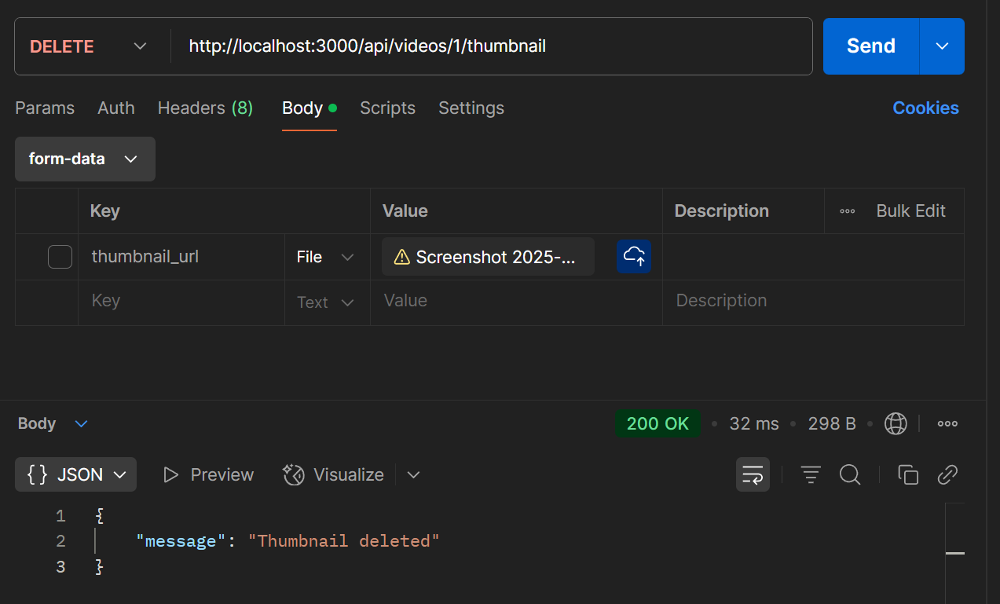 DELETE http://localhost:3000/api/videos/1/thumbnail Send
Params Auth Headers (8) Body Scripts Settings Cookies
form-data
Key Value Description Bulk Edit
thumbnail_url File Screenshot 2025-...
Key Text Value Description
Body 200 OK 32 ms 298 B
{} JSON Preview Visualize
1 {
2 "message": "Thumbnail deleted"
3 }